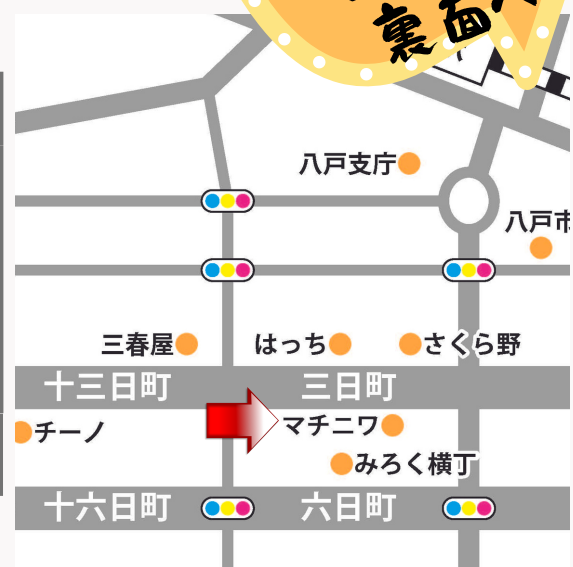 裏面へ
八戸支庁
八戸市
三春屋
はっち
さくら野
十三日町
三日町
マチニワ
チーノ
みろく横丁
十六日町
六日町